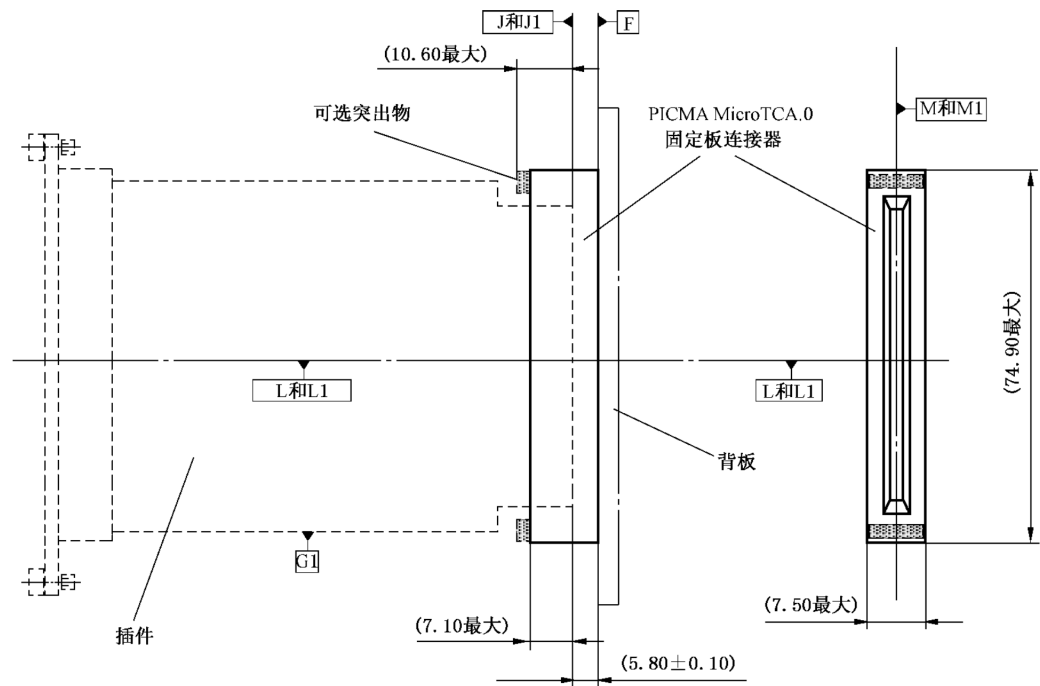 J和J1
F
(10.60最大)
可选突出物
PICMA MicroTCA.0
固定板连接器
M和M1
(74.90最大)
L和L1
L和L1
背板
G1
插件
(7.10最大)
(7.50最大)
(5.80±0.10)